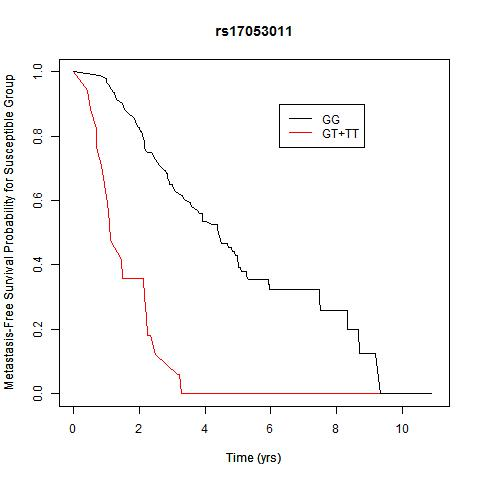 rs17053011
Metastasis-Free Survival Probability for Susceptible Group
1.0
0.8
0.6
0.4
0.2
0.0
GG
GT+TT
0 2 4 6 8 10
Time (yrs)